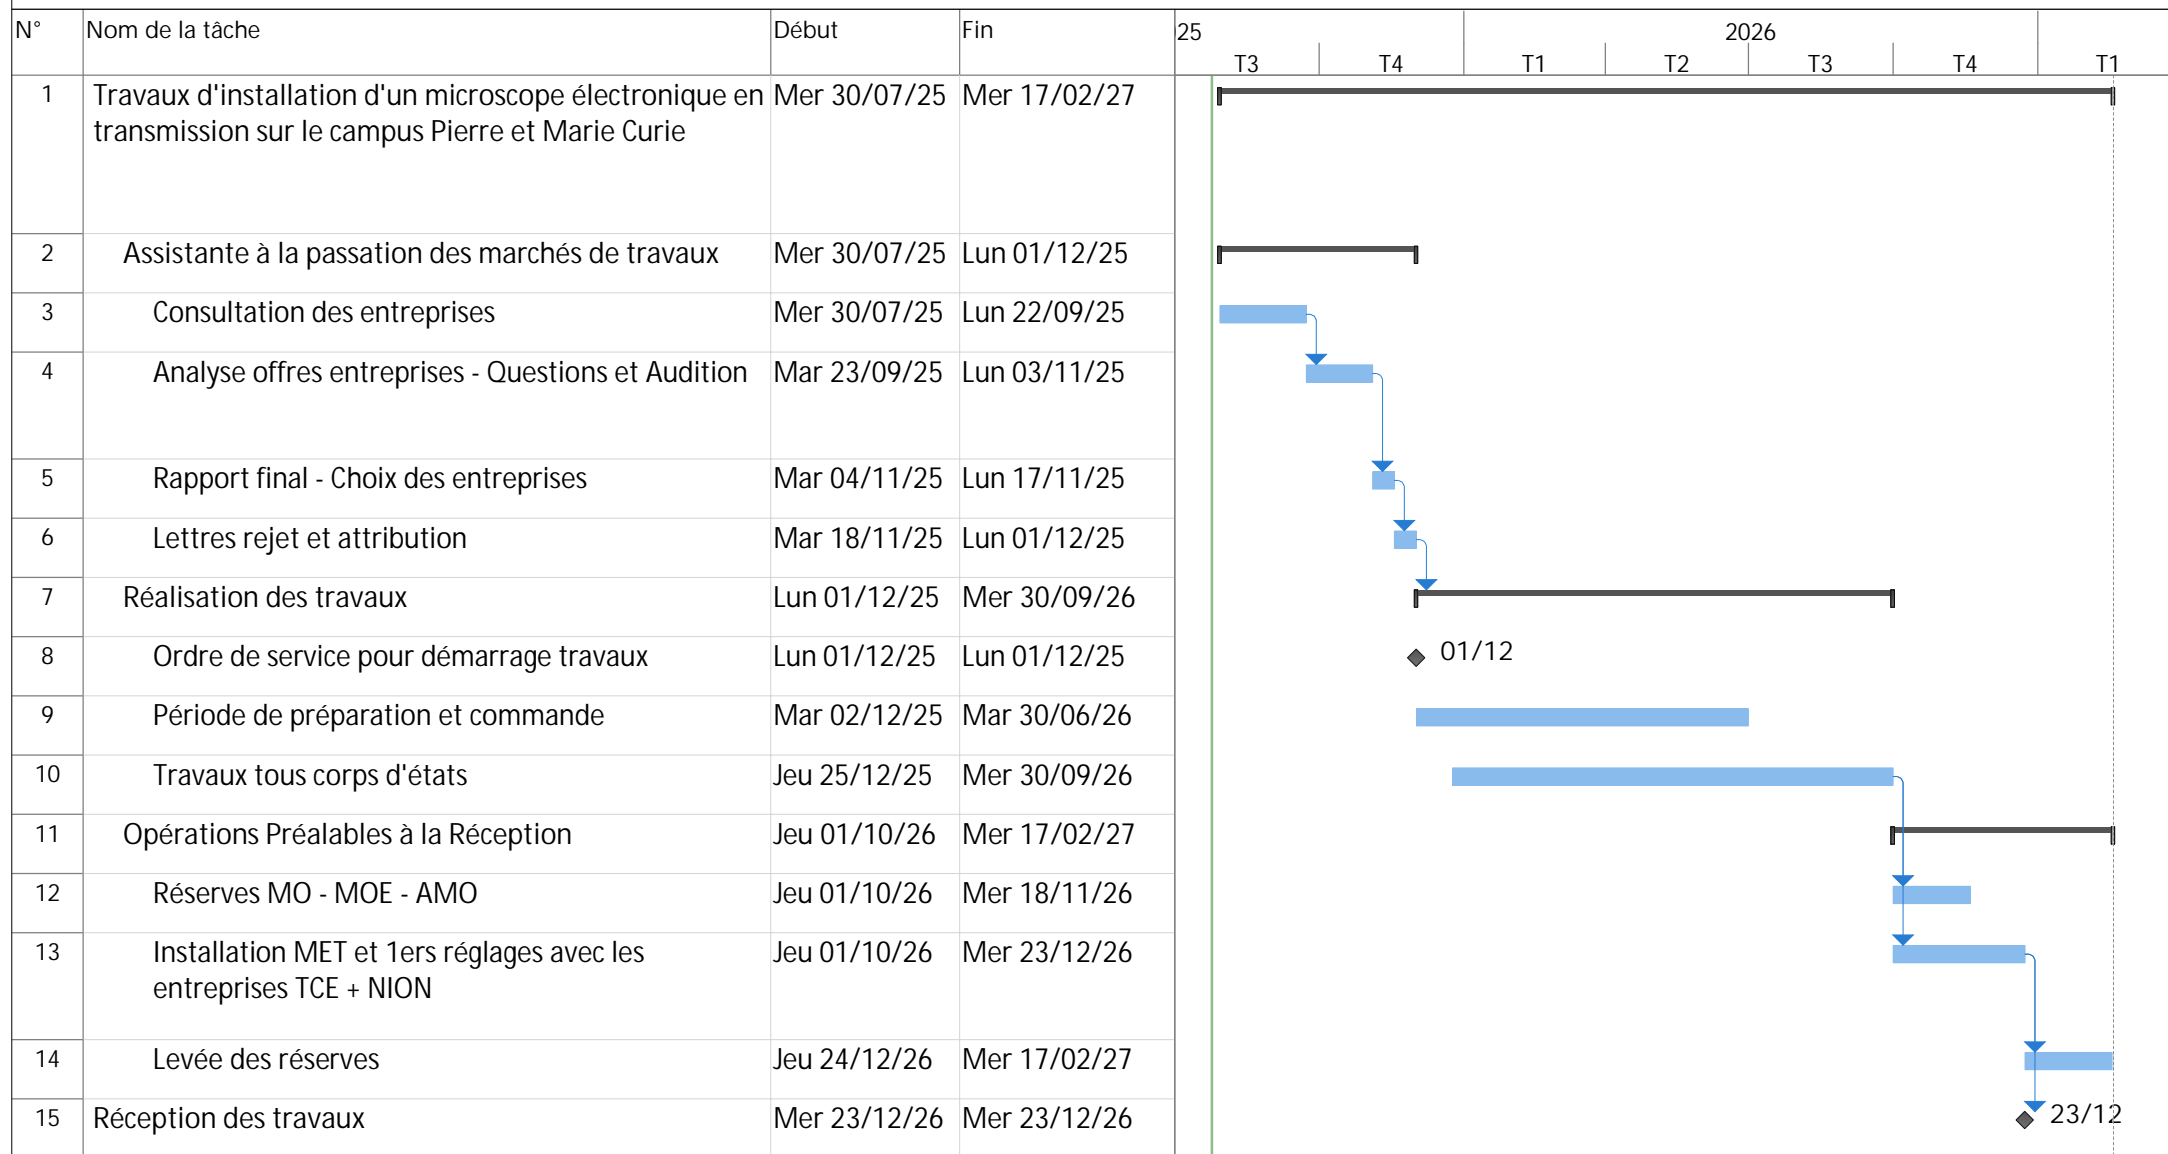 N° Nom de la tâche Début Fin 25 2026
T3 T4 T1 T2 T3 T4 T1
1 Travaux d'installation d'un microscope électronique en Mer 30/07/25 Mer 17/02/27
transmission sur le campus Pierre et Marie Curie
2 Assistante à la passation des marchés de travaux Mer 30/07/25 Lun 01/12/25
3 Consultation des entreprises Mer 30/07/25 Lun 22/09/25
4 Analyse offres entreprises - Questions et Audition Mar 23/09/25 Lun 03/11/25
5 Rapport final - Choix des entreprises Mar 04/11/25 Lun 17/11/25
6 Lettres rejet et attribution Mar 18/11/25 Lun 01/12/25
7 Réalisation des travaux Lun 01/12/25 Mer 30/09/26
8 Ordre de service pour démarrage travaux Lun 01/12/25 Lun 01/12/25 01/12
9 Période de préparation et commande Mar 02/12/25 Mar 30/06/26
10 Travaux tous corps d'états Jeu 25/12/25 Mer 30/09/26
11 Opérations Préalables à la Réception Jeu 01/10/26 Mer 17/02/27
12 Réserves MO - MOE - AMO Jeu 01/10/26 Mer 18/11/26
13 Installation MET et 1ers réglages avec les Jeu 01/10/26 Mer 23/12/26
entreprises TCE + NION
14 Levée des réserves Jeu 24/12/26 Mer 17/02/27
15 Réception des travaux Mer 23/12/26 Mer 23/12/26 23/12